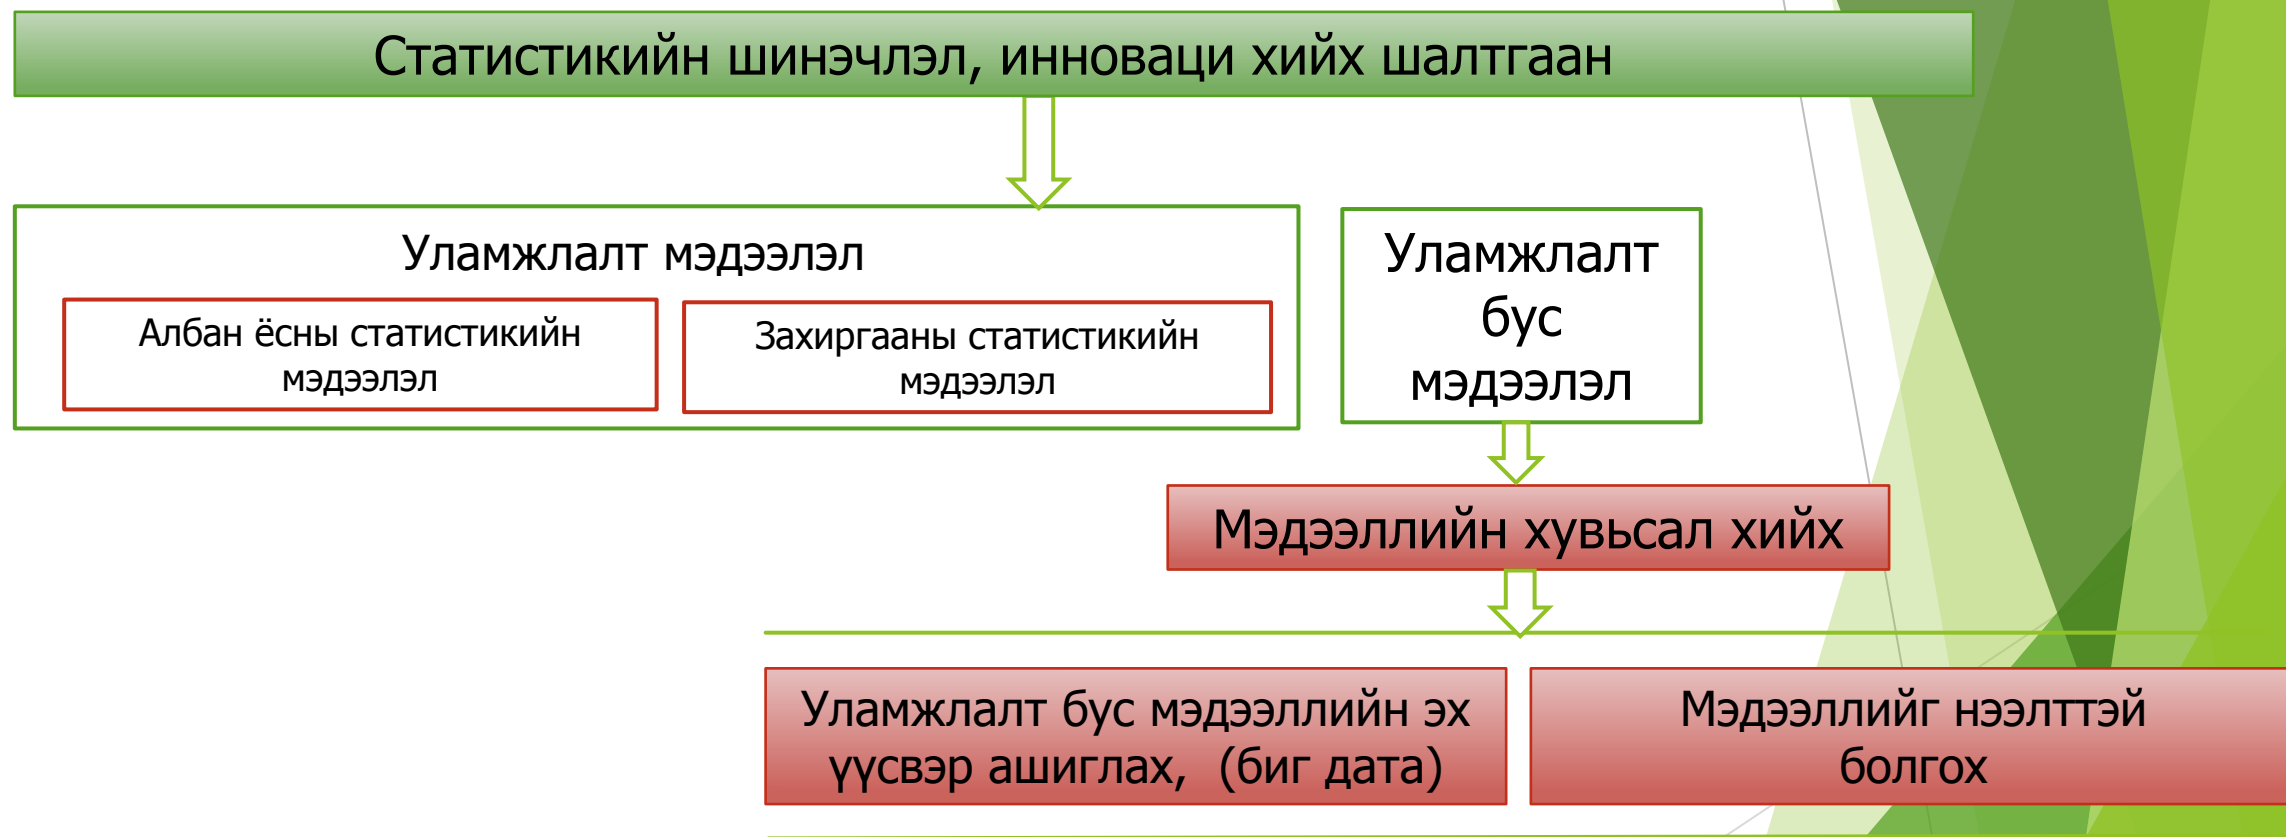 Статистикийн шинэчлэл, инноваци хийх шалтгаан
Уламжлалт мэдээлэл
Албан ёсны статистикийн
мэдээлэл
Захиргааны статистикийн
мэдээлэл
Уламжлалт
бус
мэдээлэл
Мэдээллийн хувьсал хийх
Уламжлалт бус мэдээллийн эх
үүсвэр ашиглах, (биг дата)
Мэдээллийг нээлттэй
болгох